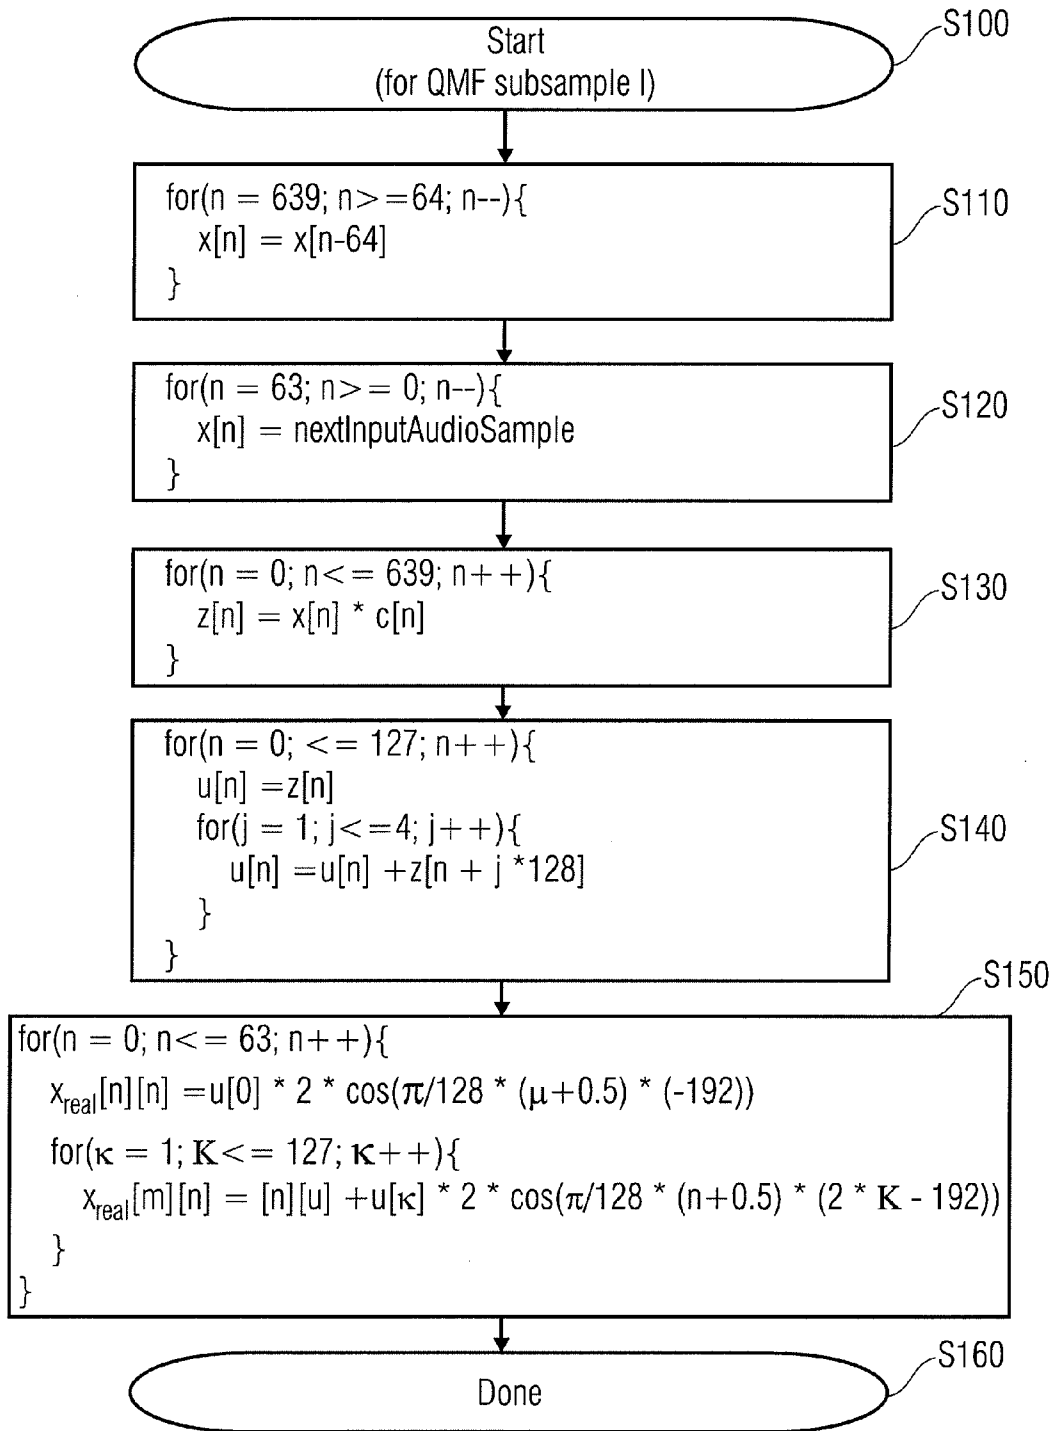 Start
(for QMF subsample l)
S100
for(n = 639; n>=64; n--){
x[n] = x[n-64]
}
S110
for(n = 63; n>= 0; n--){
x[n] = nextInputAudioSample
}
S120
for(n = 0; n<= 639; n++){
z[n] = x[n] * c[n]
}
S130
for(n = 0; <= 127; n++){
u[n] =z[n]
for(j = 1; j<=4; j++){
u[n] =u[n] +z[n + j *128]
}
}
S140
S150
for(n = 0; n<= 63; n++){
x_real[n][n] =u[0] * 2 * cos(π/128 * (μ+0.5) * (-192))
for(κ = 1; K<= 127; κ++){
x_real[m][n] = [n][u] +u[κ] * 2 * cos(π/128 * (n+0.5) * (2 * K - 192))
}
}
S160
Done